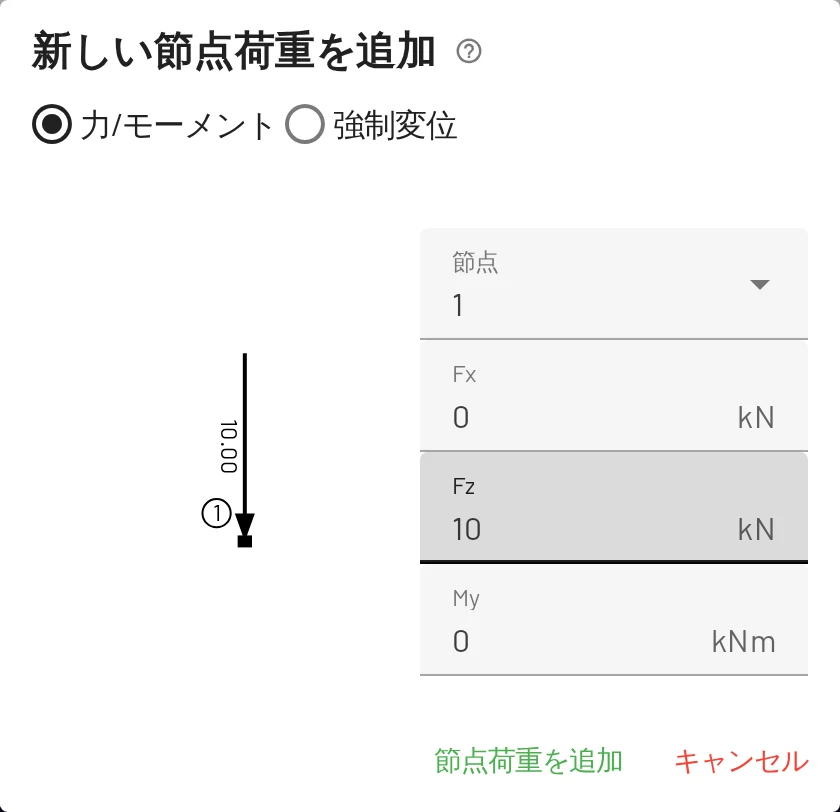 新しい節点荷重を追加
力/モーメント 強制変位
節点
1
Fx
0 kN
10.00
Fz
1
10 kN
My
0 kNm
節点荷重を追加 キャンセル